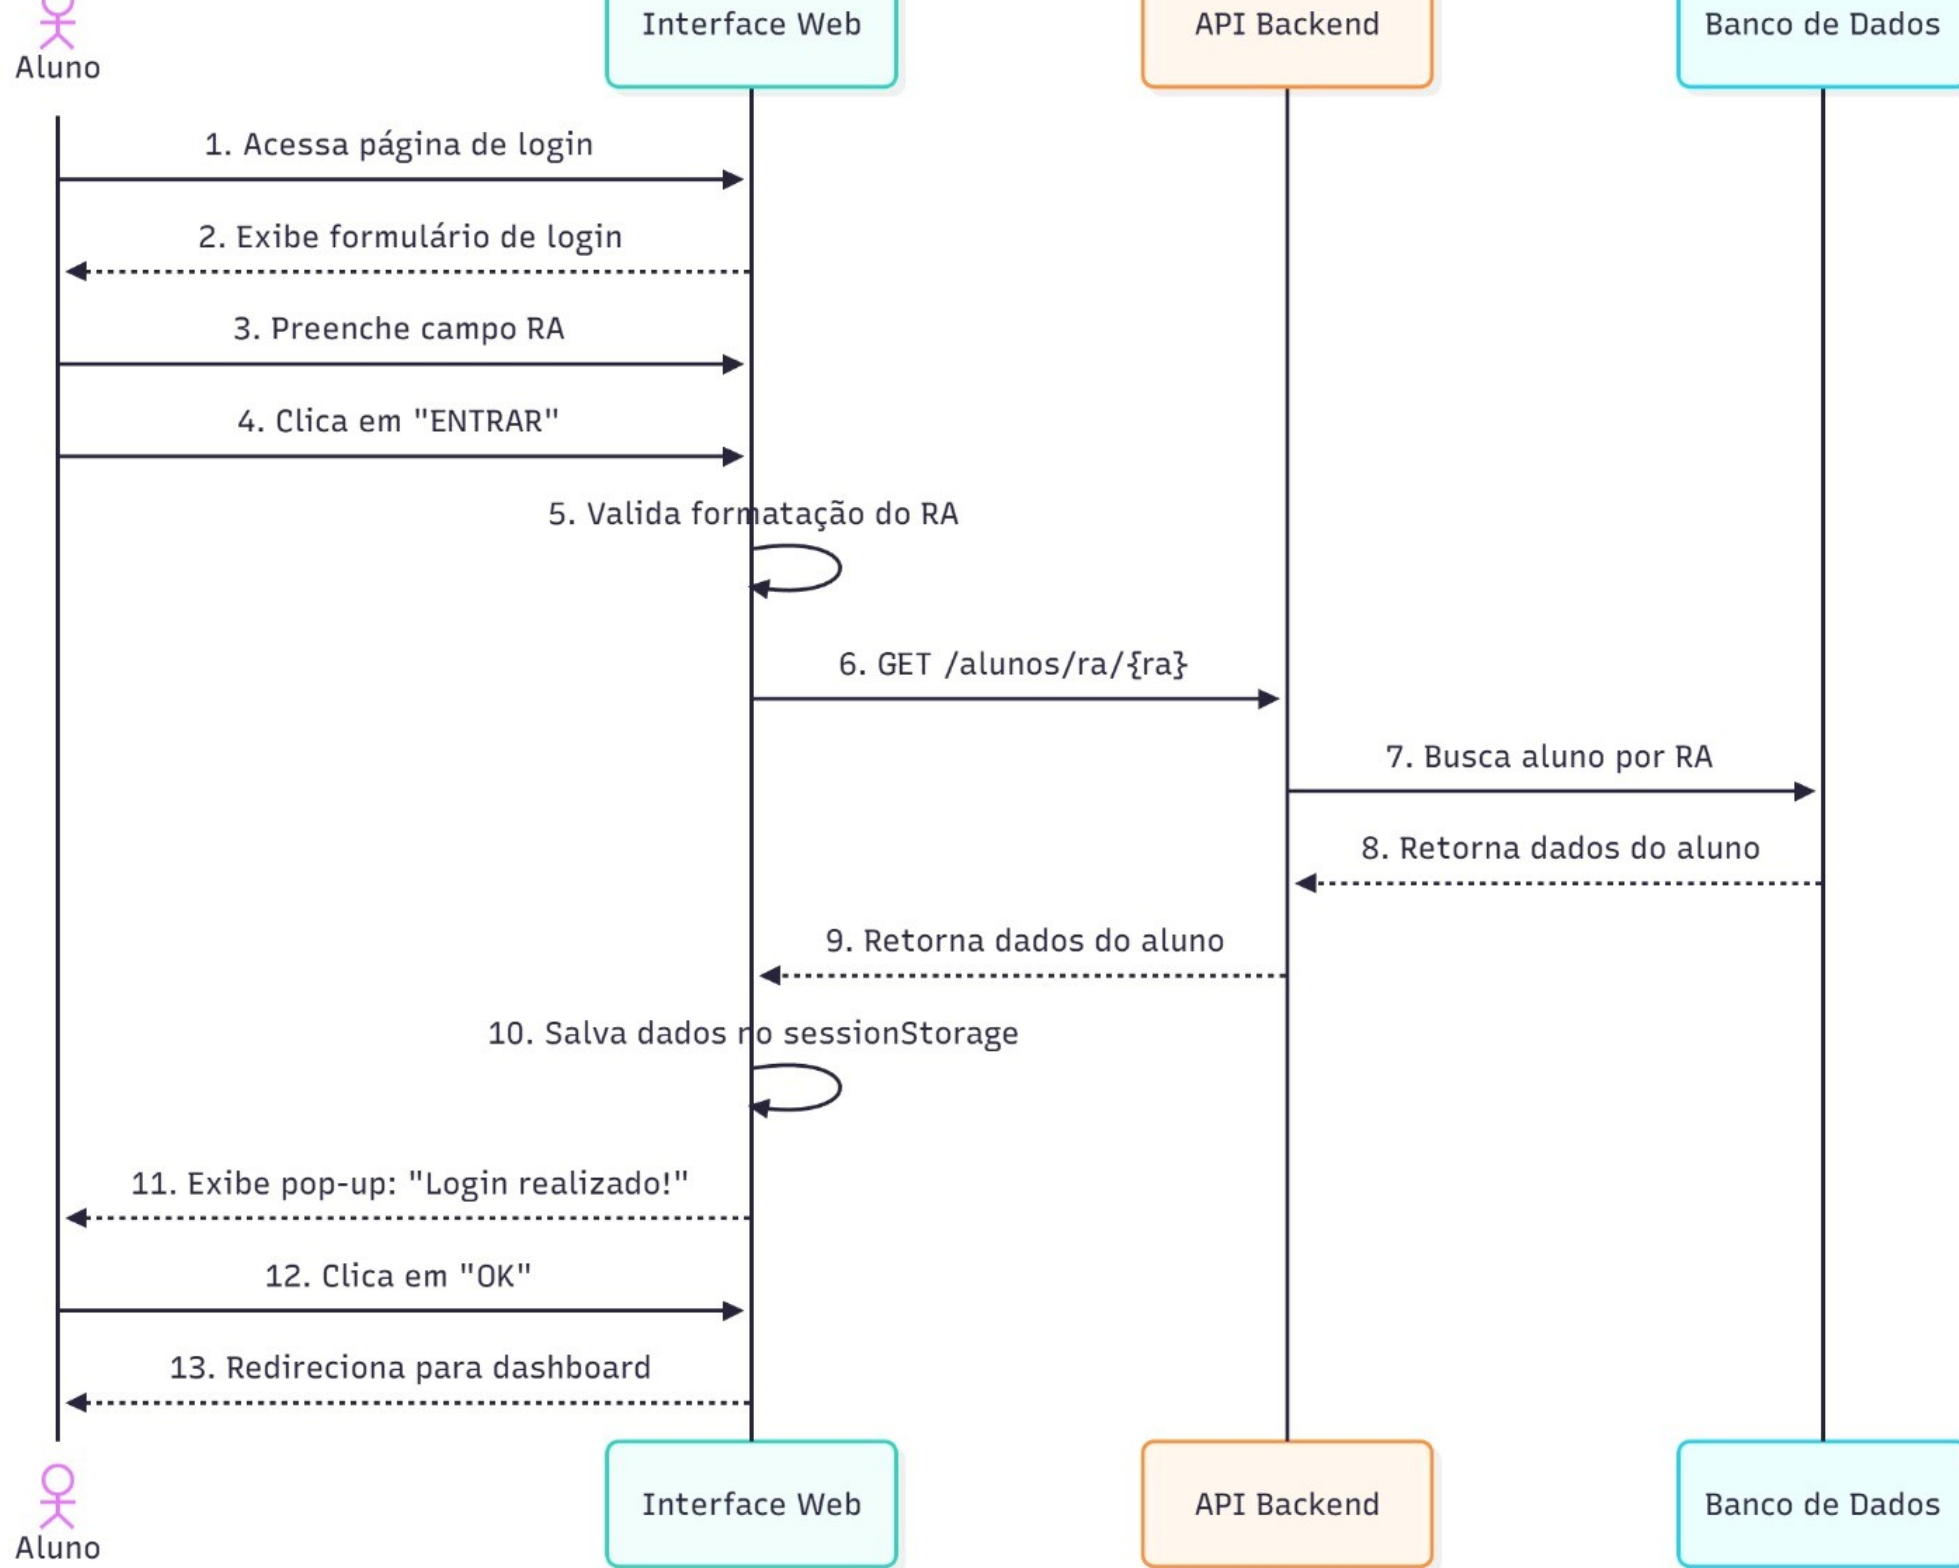 Aluno
Interface Web
API Backend
Banco de Dados
1. Acessa página de login
2. Exibe formulário de login
3. Preenche campo RA
4. Clica em "ENTRAR"
5. Valida formatação do RA
6. GET /alunos/ra/{ra}
7. Busca aluno por RA
8. Retorna dados do aluno
9. Retorna dados do aluno
10. Salva dados no sessionStorage
11. Exibe pop-up: "Login realizado!"
12. Clica em "OK"
13. Redireciona para dashboard
Aluno
Interface Web
API Backend
Banco de Dados